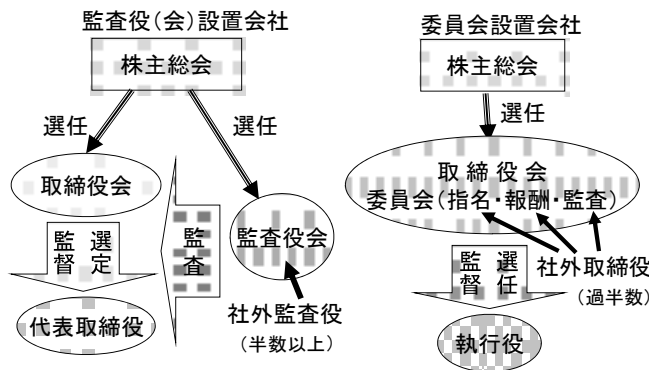 監査役(会)設置会社
株主総会
選任
選任
取締役会
監督
選定
監査
監査役会
代表取締役
社外監査役
(半数以上)
委員会設置会社
株主総会
選任
取締役会
委員会(指名・報酬・監査)
監督
選任
社外取締役
(過半数)
執行役